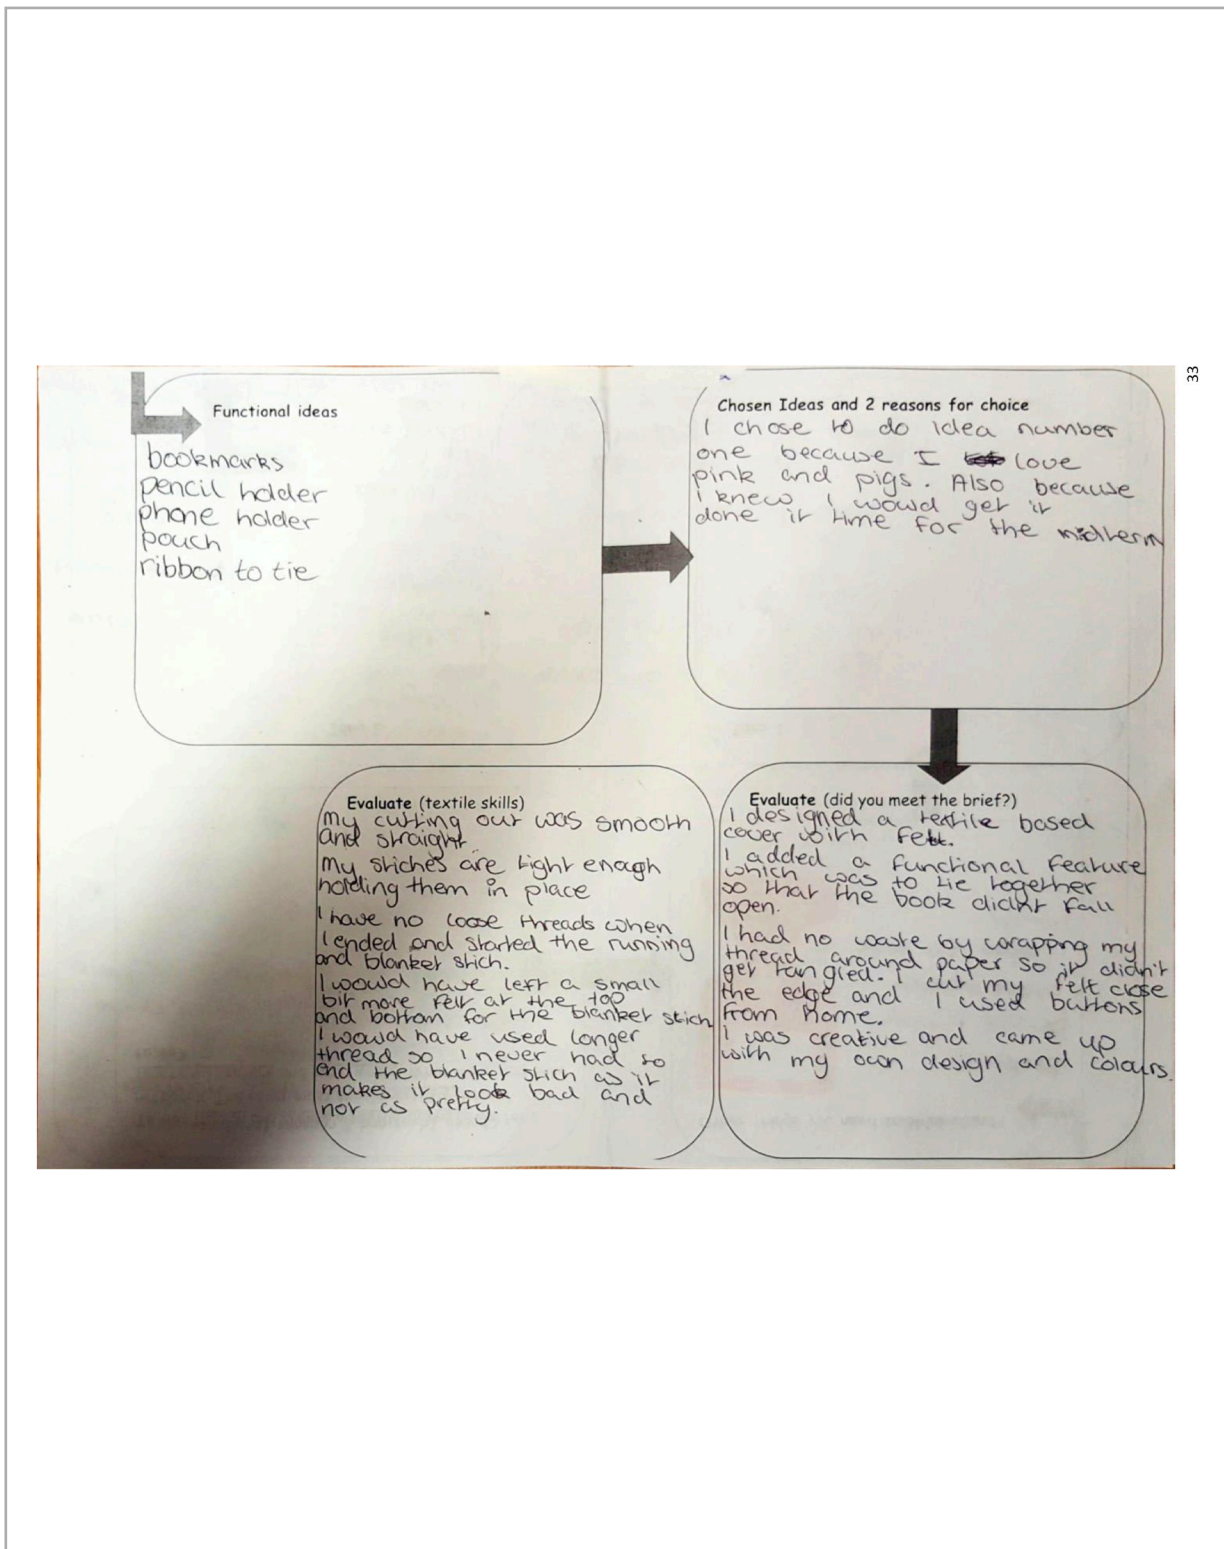 33
Functional ideas
bookmarks
pencil holder
phone holder
pouch
ribbon to tie
Chosen Ideas and 2 reasons for choice
I chose to do idea number
one because I love
pink and pigs. Also because
I knew I would get it
done it time for the midterm
Evaluate (did you meet the brief?)
I designed a textile based
cover with felt.
I added a functional feature
which was to tie together
so that the book didnt fall
open.
I had no waste by wrapping my
thread around paper so it didn't
get tangled. I cut my felt close
the edge and I used buttons
from home.
I was creative and came up
with my own design and colours.
Evaluate (textile skills)
my cutting out was smooth
and straight.
my stiches are tight enough
holding them in place
I have no loose threads when
I ended and started the running
and blanket stich.
I would have left a small
bit more felt at the top
and bottom for the blanket stich
I would have used longer
thread so I never had to
end the blanket stich as it
makes it look bad and
not as pretty.